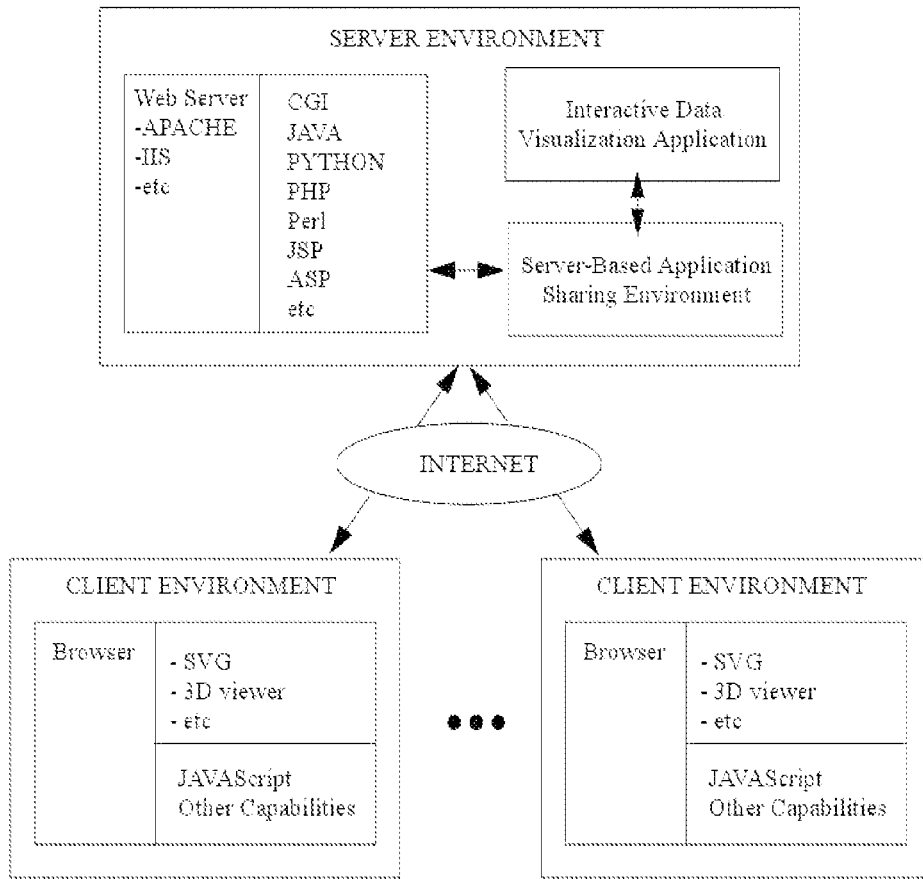 SERVER ENVIRONMENT
Web Server
-APACHE
-IIS
-etc
CGI
JAVA
PYTHON
PHP
Perl
JSP
ASP
etc
Interactive Data
Visualization Application
Server-Based Application
Sharing Environment
INTERNET
CLIENT ENVIRONMENT
Browser
- SVG
- 3D viewer
- etc
JAVAScript
Other Capabilities
CLIENT ENVIRONMENT
Browser
- SVG
- 3D viewer
- etc
JAVAScript
Other Capabilities